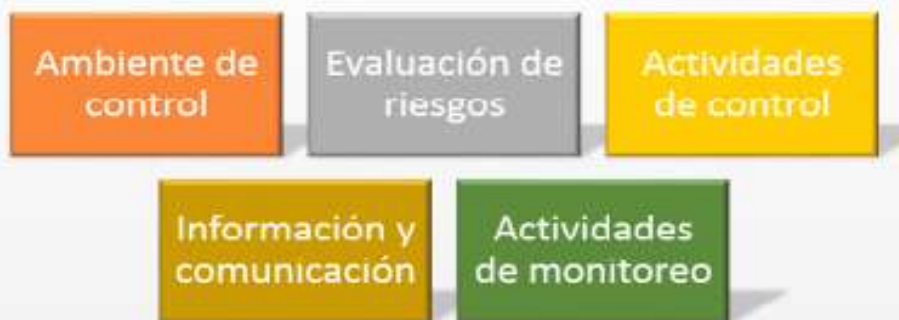 Ambiente de
control
Evaluación de
riesgos
Actividades
de control
Información y
comunicación
Actividades
de monitoreo